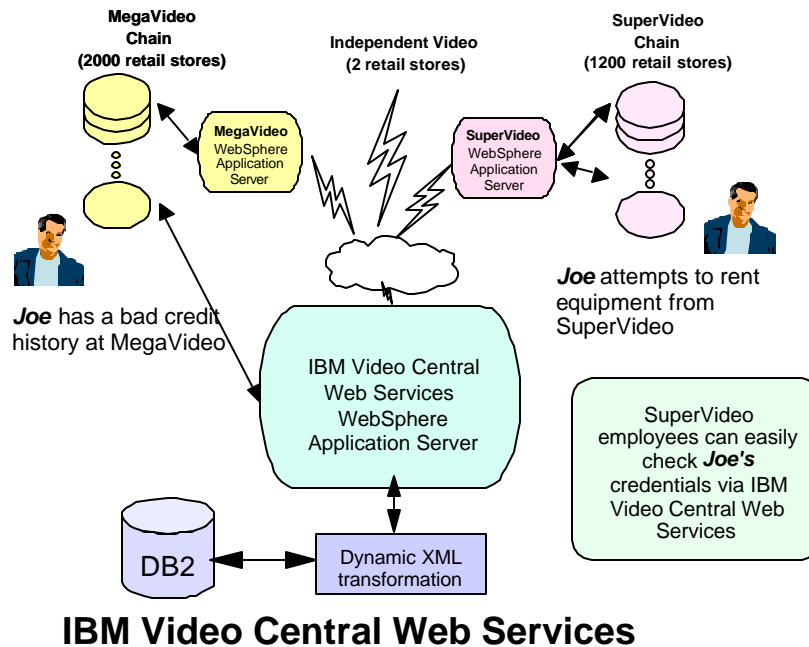 MegaVideo
Chain
(2000 retail stores)
Independent Video
(2 retail stores)
SuperVideo
Chain
(1200 retail stores)
MegaVideo
WebSphere
Application
Server
SuperVideo
WebSphere
Application
Server
Joe has a bad credit
history at MegaVideo
Joe attempts to rent
equipment from
SuperVideo
IBM Video Central
Web Services
WebSphere
Application Server
SuperVideo
employees can easily
check Joe's
credentials via IBM
Video Central Web
Services
DB2
Dynamic XML
transformation
IBM Video Central Web Services